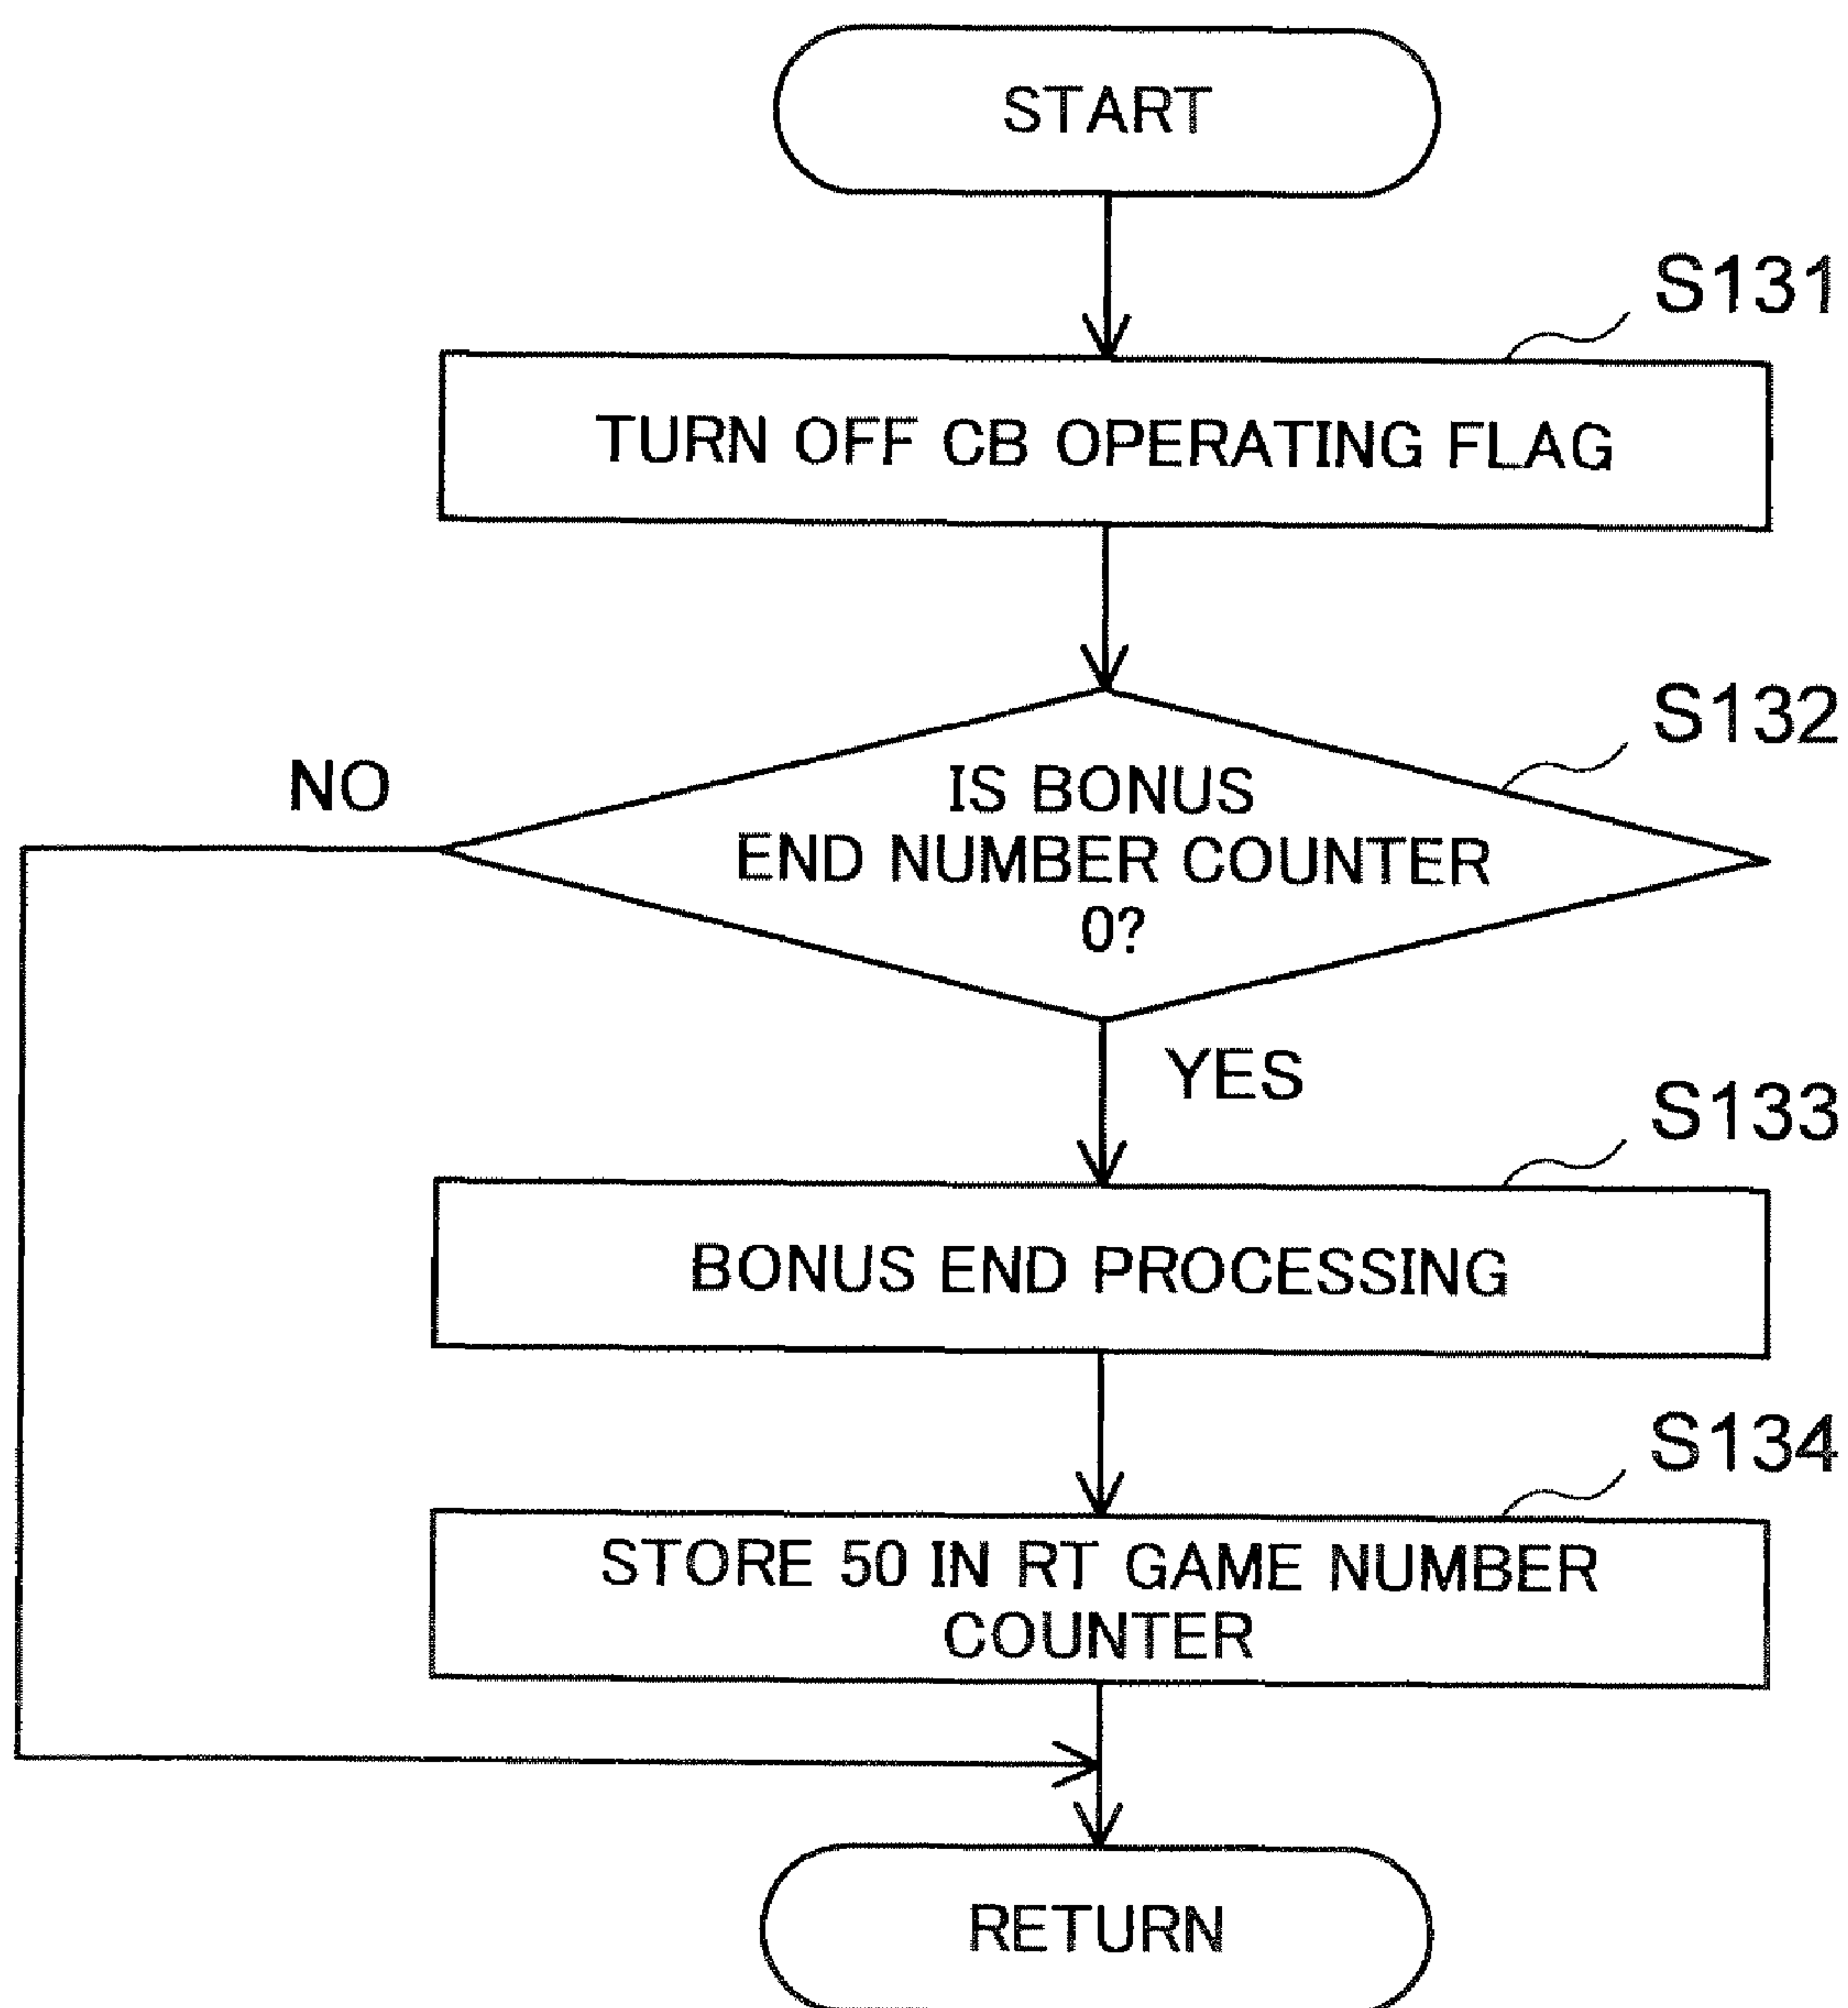 START
S131
TURN OFF CB OPERATING FLAG
S132
NO
IS BONUS
END NUMBER COUNTER
0?
YES
S133
BONUS END PROCESSING
S134
STORE 50 IN RT GAME NUMBER
COUNTER
RETURN